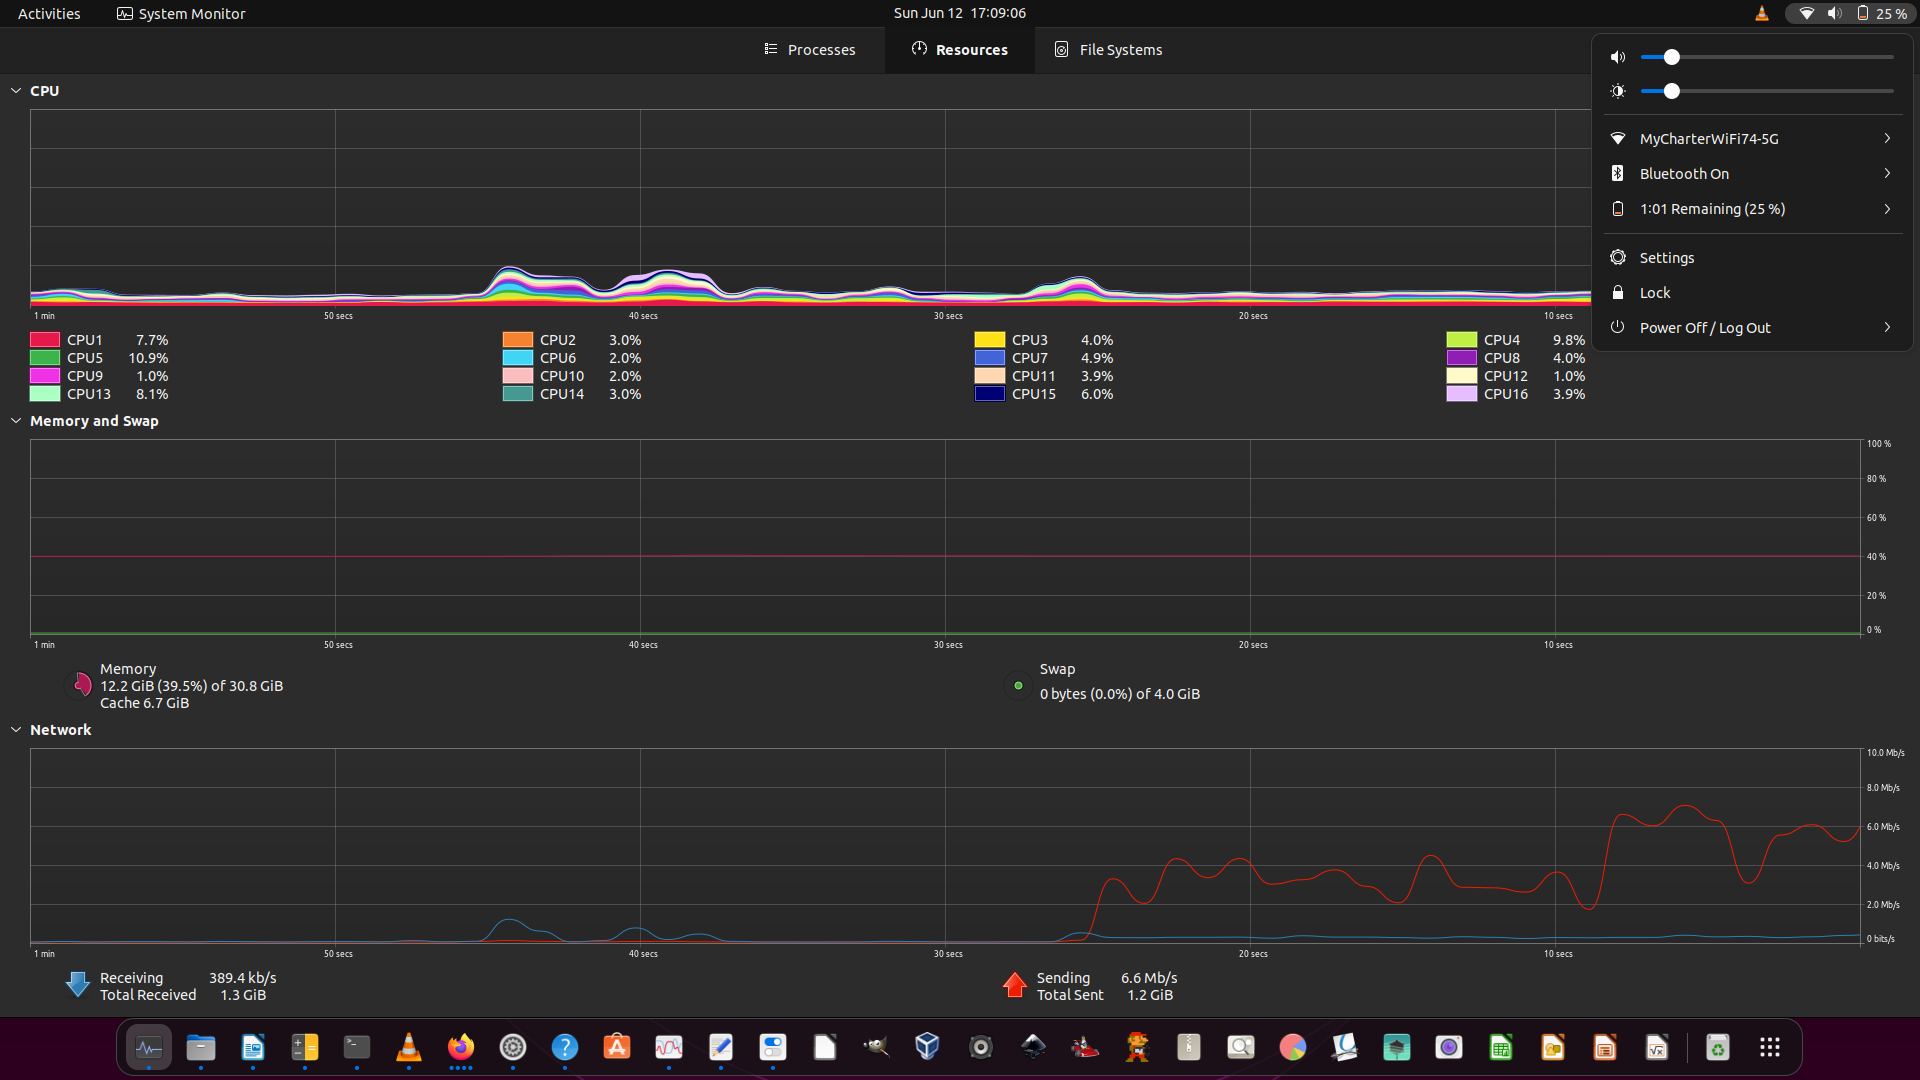 Activities
System Monitor
Sun Jun 12 17:09:06
25 %
Processes
Resources
File Systems
CPU
1 min
50 secs
40 secs
30 secs
20 secs
10 secs
CPU1 7.7%
CPU2 3.0%
CPU3 4.0%
CPU4 9.8%
CPU5 10.9%
CPU6 2.0%
CPU7 4.9%
CPU8 4.0%
CPU9 1.0%
CPU10 2.0%
CPU11 3.9%
CPU12 1.0%
CPU13 8.1%
CPU14 3.0%
CPU15 6.0%
CPU16 3.9%
MyCharterWiFi74-5G
Bluetooth On
1:01 Remaining (25 %)
Settings
Lock
Power Off / Log Out
Memory and Swap
100 %
80 %
60 %
40 %
20 %
0 %
1 min
50 secs
40 secs
30 secs
20 secs
10 secs
Memory
12.2 GiB (39.5%) of 30.8 GiB
Cache 6.7 GiB
Swap
0 bytes (0.0%) of 4.0 GiB
Network
10.0 Mb/s
8.0 Mb/s
6.0 Mb/s
4.0 Mb/s
2.0 Mb/s
0 bits/s
1 min
50 secs
40 secs
30 secs
20 secs
10 secs
Receiving 389.4 kb/s
Total Received 1.3 GiB
Sending 6.6 Mb/s
Total Sent 1.2 GiB